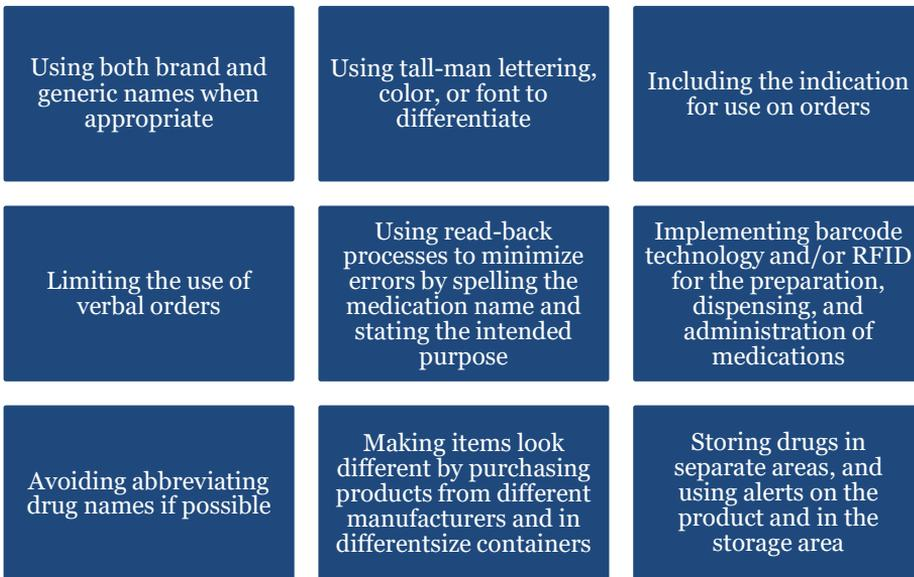 Using both brand and
generic names when
appropriate
Using tall-man lettering,
color, or font to
differentiate
Including the indication
for use on orders
Limiting the use of
verbal orders
Using read-back
processes to minimize
errors by spelling the
medication name and
stating the intended
purpose
Implementing barcode
technology and/or RFID
for the preparation,
dispensing, and
administration of
medications
Avoiding abbreviating
drug names if possible
Making items look
different by purchasing
products from different
manufacturers and in
differentsize containers
Storing drugs in
separate areas, and
using alerts on the
product and in the
storage area